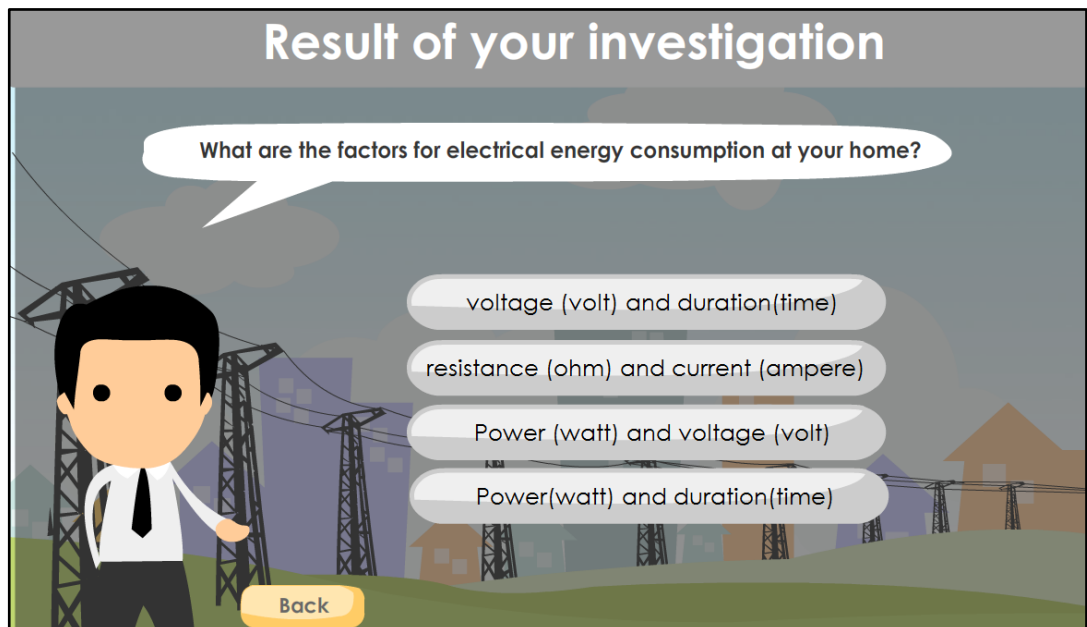 Result of your investigation
What are the factors for electrical energy consumption at your home?
voltage (volt) and duration(time)
resistance (ohm) and current (ampere)
Power (watt) and voltage (volt)
Power(watt) and duration(time)
Back